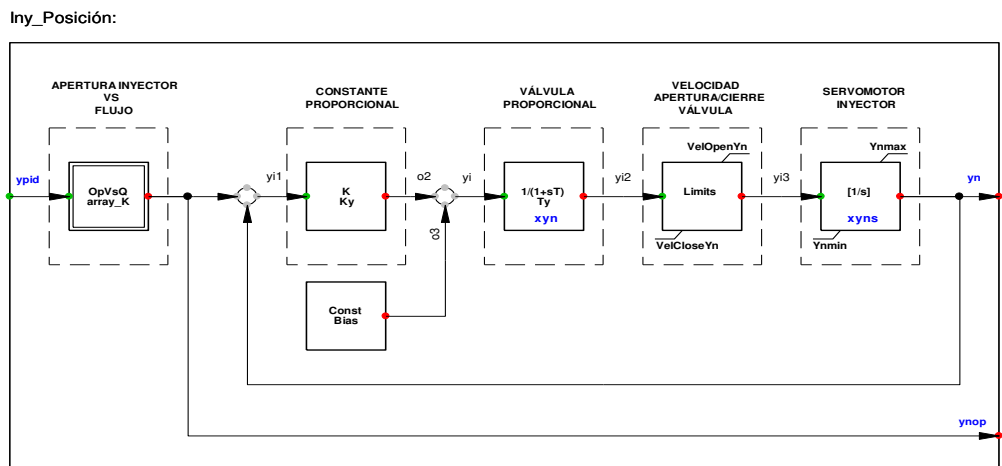 Iny_Posición:
APERTURA INYECTOR
VS
FLUJO
CONSTANTE
PROPORCIONAL
VÁLVULA
PROPORCIONAL
VELOCIDAD
APERTURA/CIERRE
VÁLVULA
SERVOMOTOR
INYECTOR
ypid
OpVsQ
array_K
yi1
K
Ky
o2
yi
o3
1/(1+sT)
Ty
xyn
yi2
VelOpenYn
Limits
VelCloseYn
yi3
Ynmax
[1/s]
xyns
Ynmin
yn
Const
Bias
ynop